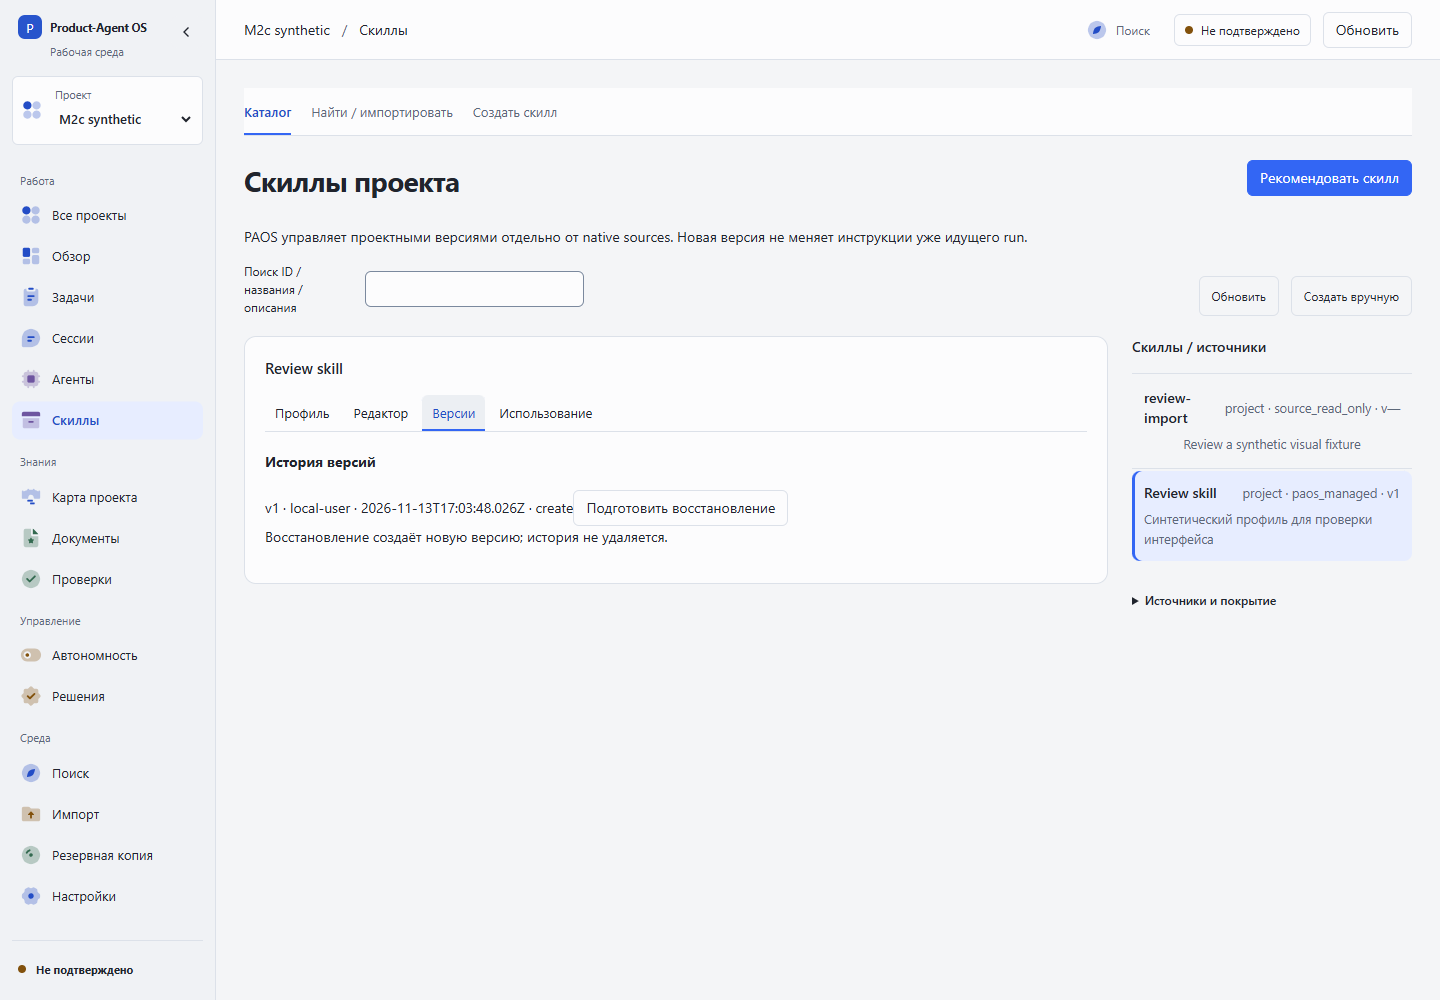 P
Product-Agent OS
Рабочая среда
Проект
M2c synthetic
Работа
Все проекты
Обзор
Задачи
Сессии
Агенты
Скиллы
Знания
Карта проекта
Документы
Проверки
Управление
Автономность
Решения
Среда
Поиск
Импорт
Резервная копия
Настройки
Не подтверждено
M2c synthetic / Скиллы
Поиск
Не подтверждено
Обновить
Каталог
Найти / импортировать
Создать скилл
Скиллы проекта
Рекомендовать скилл
PAOS управляет проектными версиями отдельно от native sources. Новая версия не меняет инструкции уже идущего run.
Поиск ID /
названия /
описания
Обновить
Создать вручную
Review skill
Профиль
Редактор
Версии
Использование
История версий
v1 · local-user · 2026-11-13T17:03:48.026Z · create
Подготовить восстановление
Восстановление создаёт новую версию; история не удаляется.
Скиллы / источники
review-
import
project · source_read_only · v—
Review a synthetic visual fixture
Review skill
project · paos_managed · v1
Синтетический профиль для проверки
интерфейса
Источники и покрытие